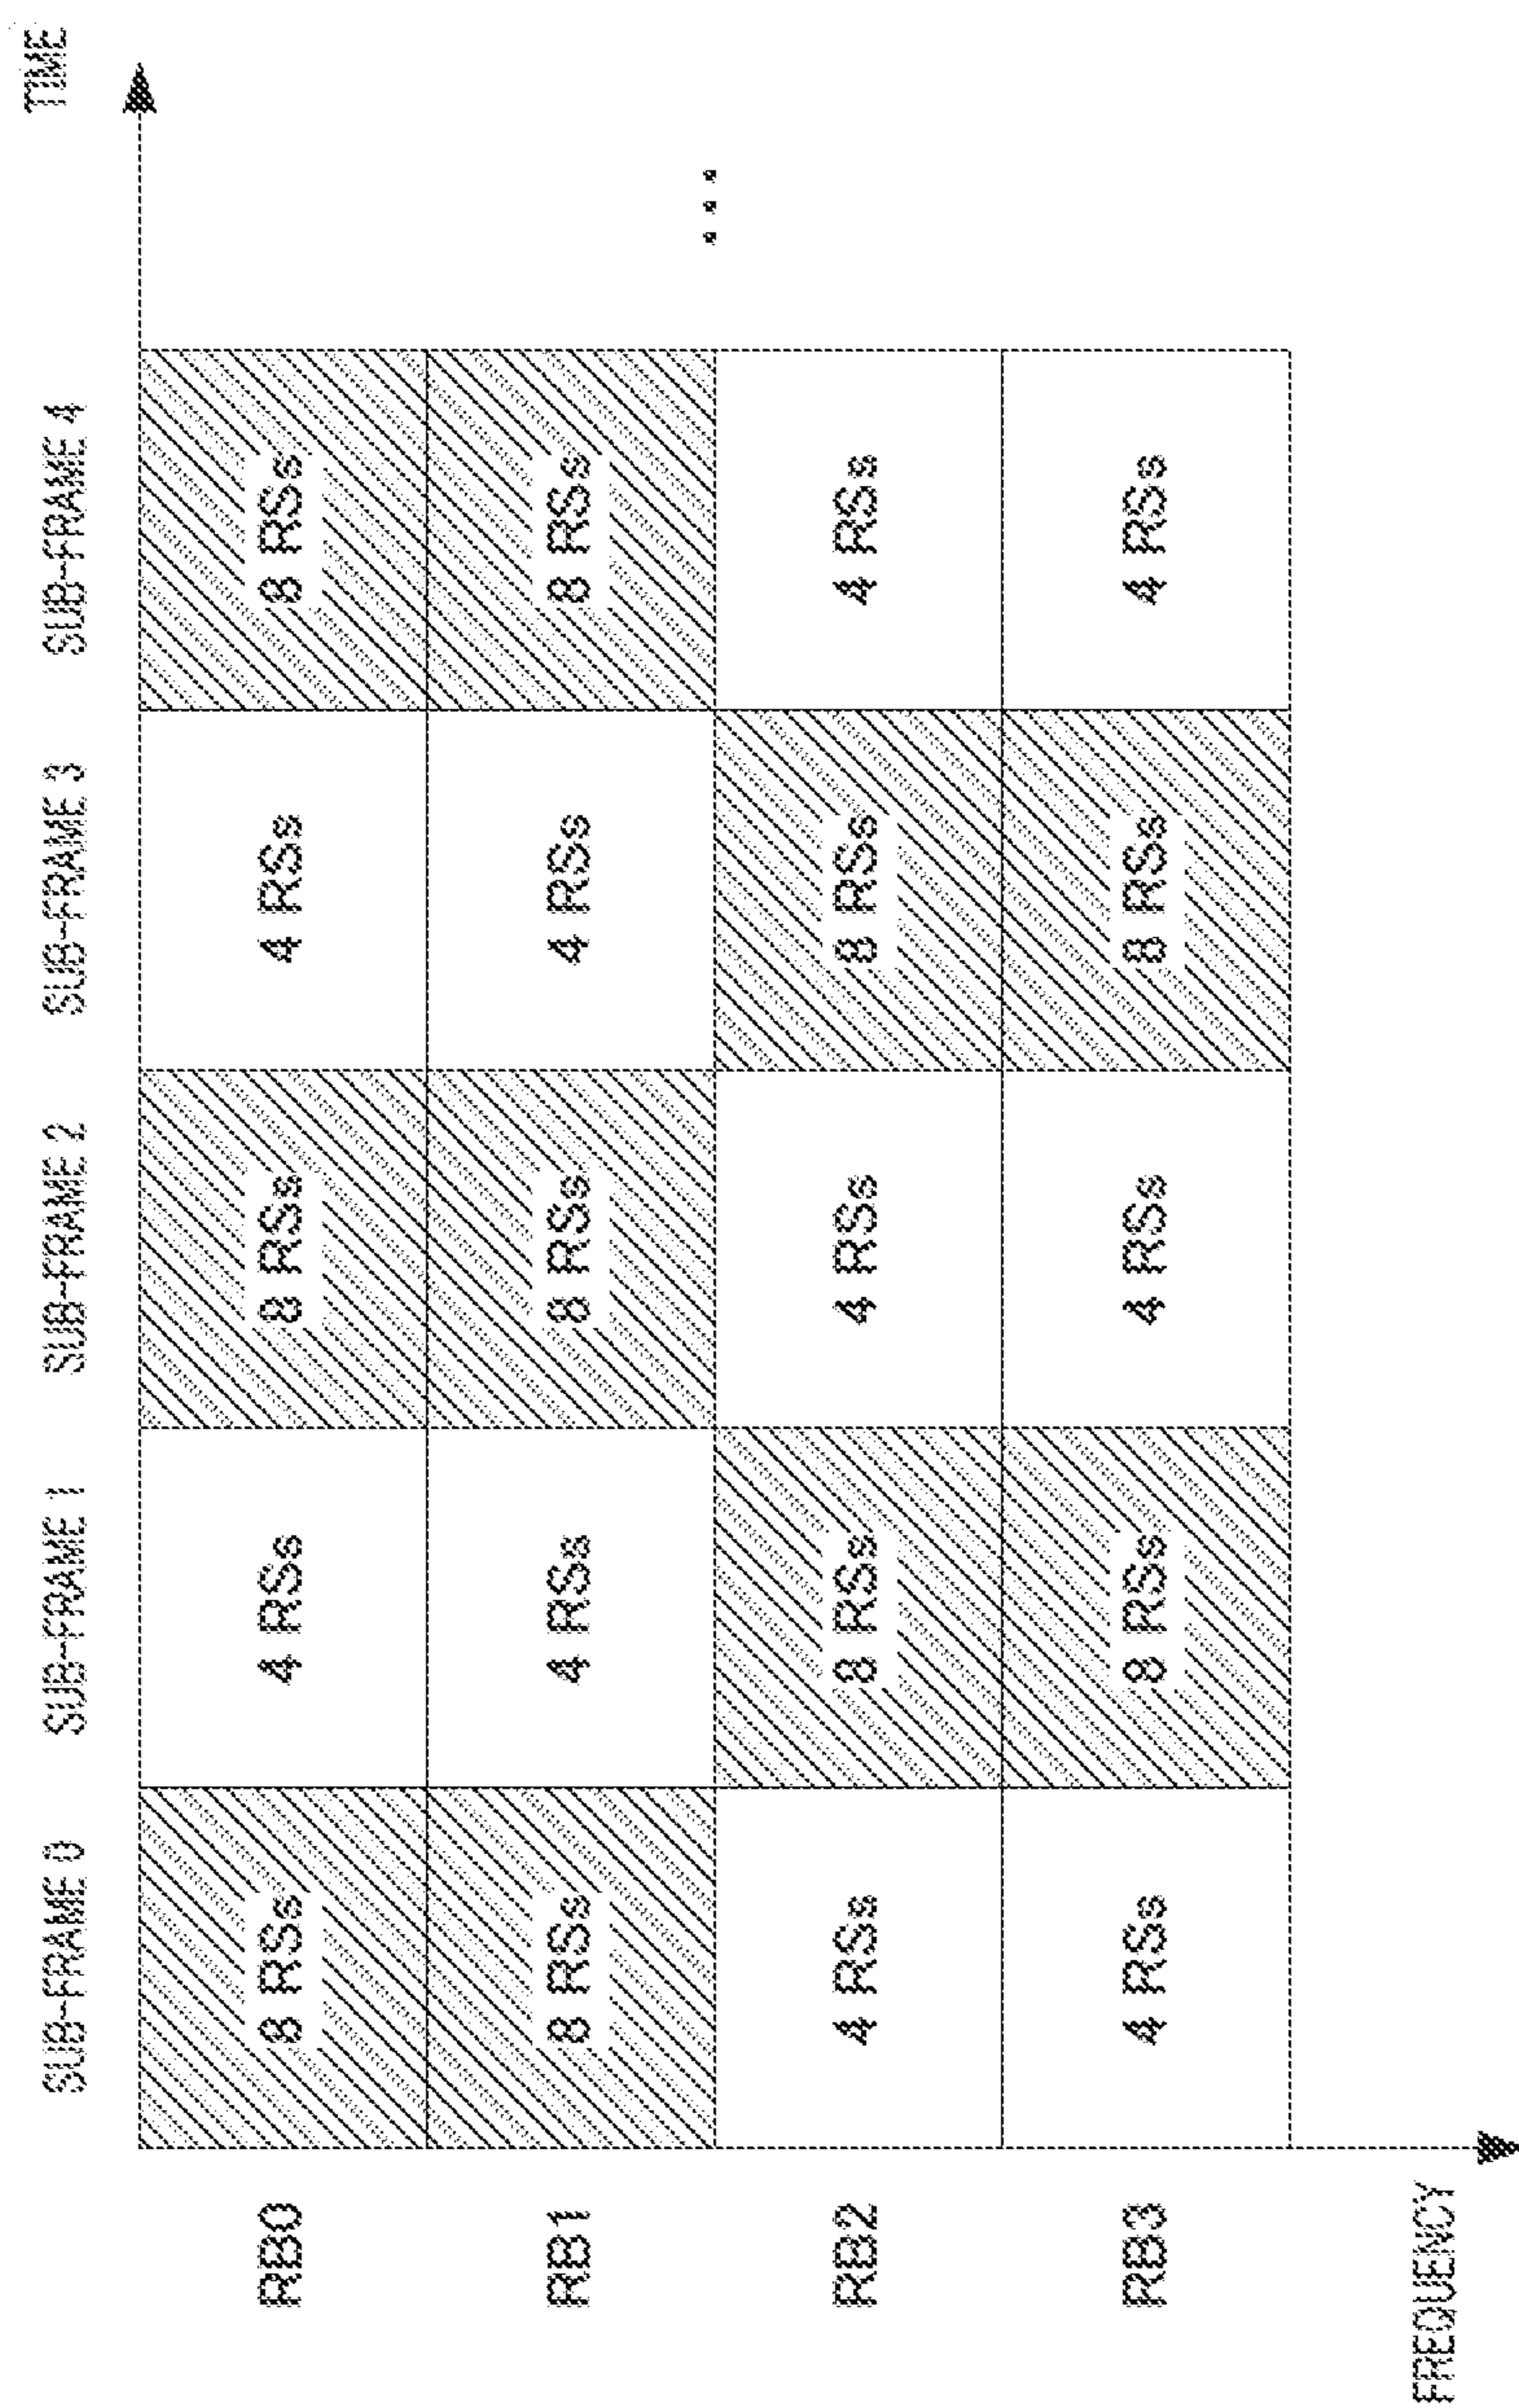 TIME
SUB-FRAME 0 SUB-FRAME 1 SUB-FRAME 2 SUB-FRAME 3 SUB-FRAME 4
RB0 8 RSs 4 RSs 8 RSs 4 RSs 8 RSs
RB1 8 RSs 4 RSs 8 RSs 4 RSs 8 RSs
...
RB2 4 RSs 8 RSs 4 RSs 8 RSs 4 RSs
RB3 4 RSs 8 RSs 4 RSs 8 RSs 4 RSs
FREQUENCY